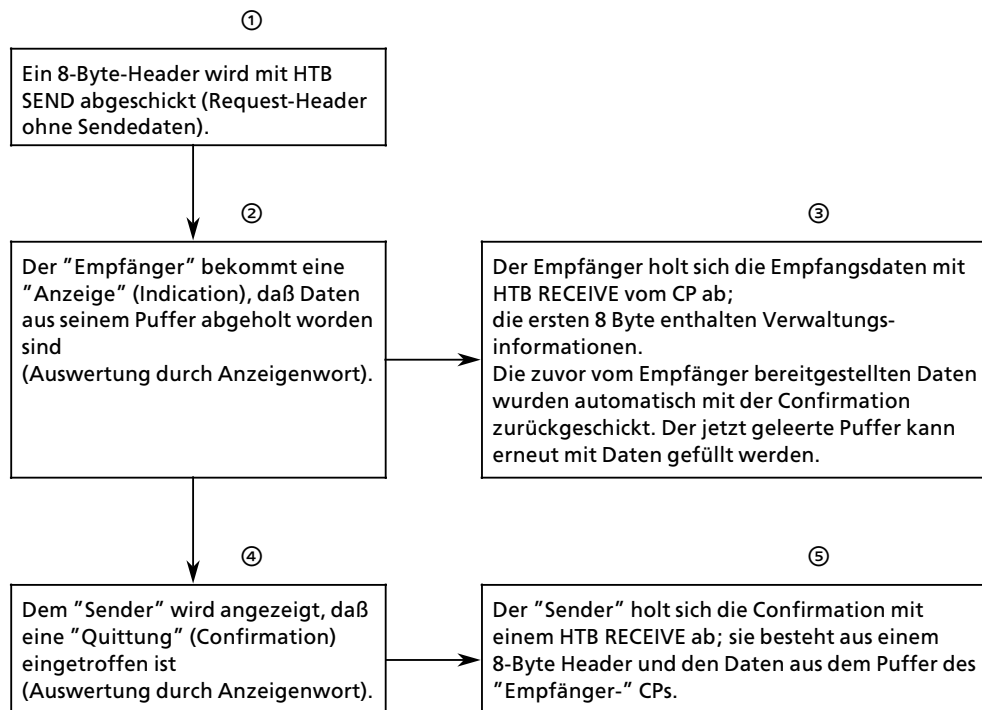 ①
Ein 8-Byte-Header wird mit HTB
SEND abgeschickt (Request-Header
ohne Sendedaten).
②
Der "Empfänger" bekommt eine
"Anzeige" (Indication), daß Daten
aus seinem Puffer abgeholt worden
sind
(Auswertung durch Anzeigenwort).
③
Der Empfänger holt sich die Empfangsdaten mit
HTB RECEIVE vom CP ab;
die ersten 8 Byte enthalten Verwaltungs-
informationen.
Die zuvor vom Empfänger bereitgestellten Daten
wurden automatisch mit der Confirmation
zurückgeschickt. Der jetzt geleerte Puffer kann
erneut mit Daten gefüllt werden.
④
Dem "Sender" wird angezeigt, daß
eine "Quittung" (Confirmation)
eingetroffen ist
(Auswertung durch Anzeigenwort).
⑤
Der "Sender" holt sich die Confirmation mit
einem HTB RECEIVE ab; sie besteht aus einem
8-Byte Header und den Daten aus dem Puffer des
"Empfänger-" CPs.